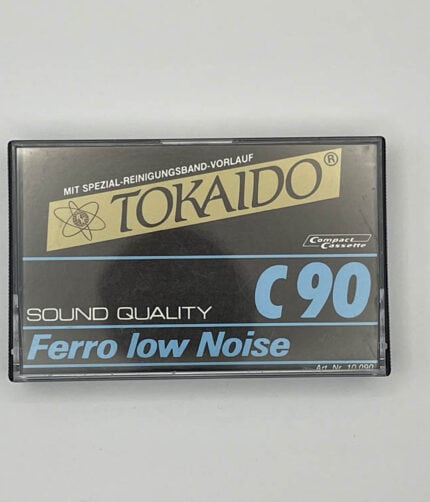 MIT SPEZIAL-REINIGUNGSBAND-VORLAUF
TOKAIDO®
Compact
Cassette
C 90
SOUND QUALITY
Ferro low Noise
Art. Nr. 10 090